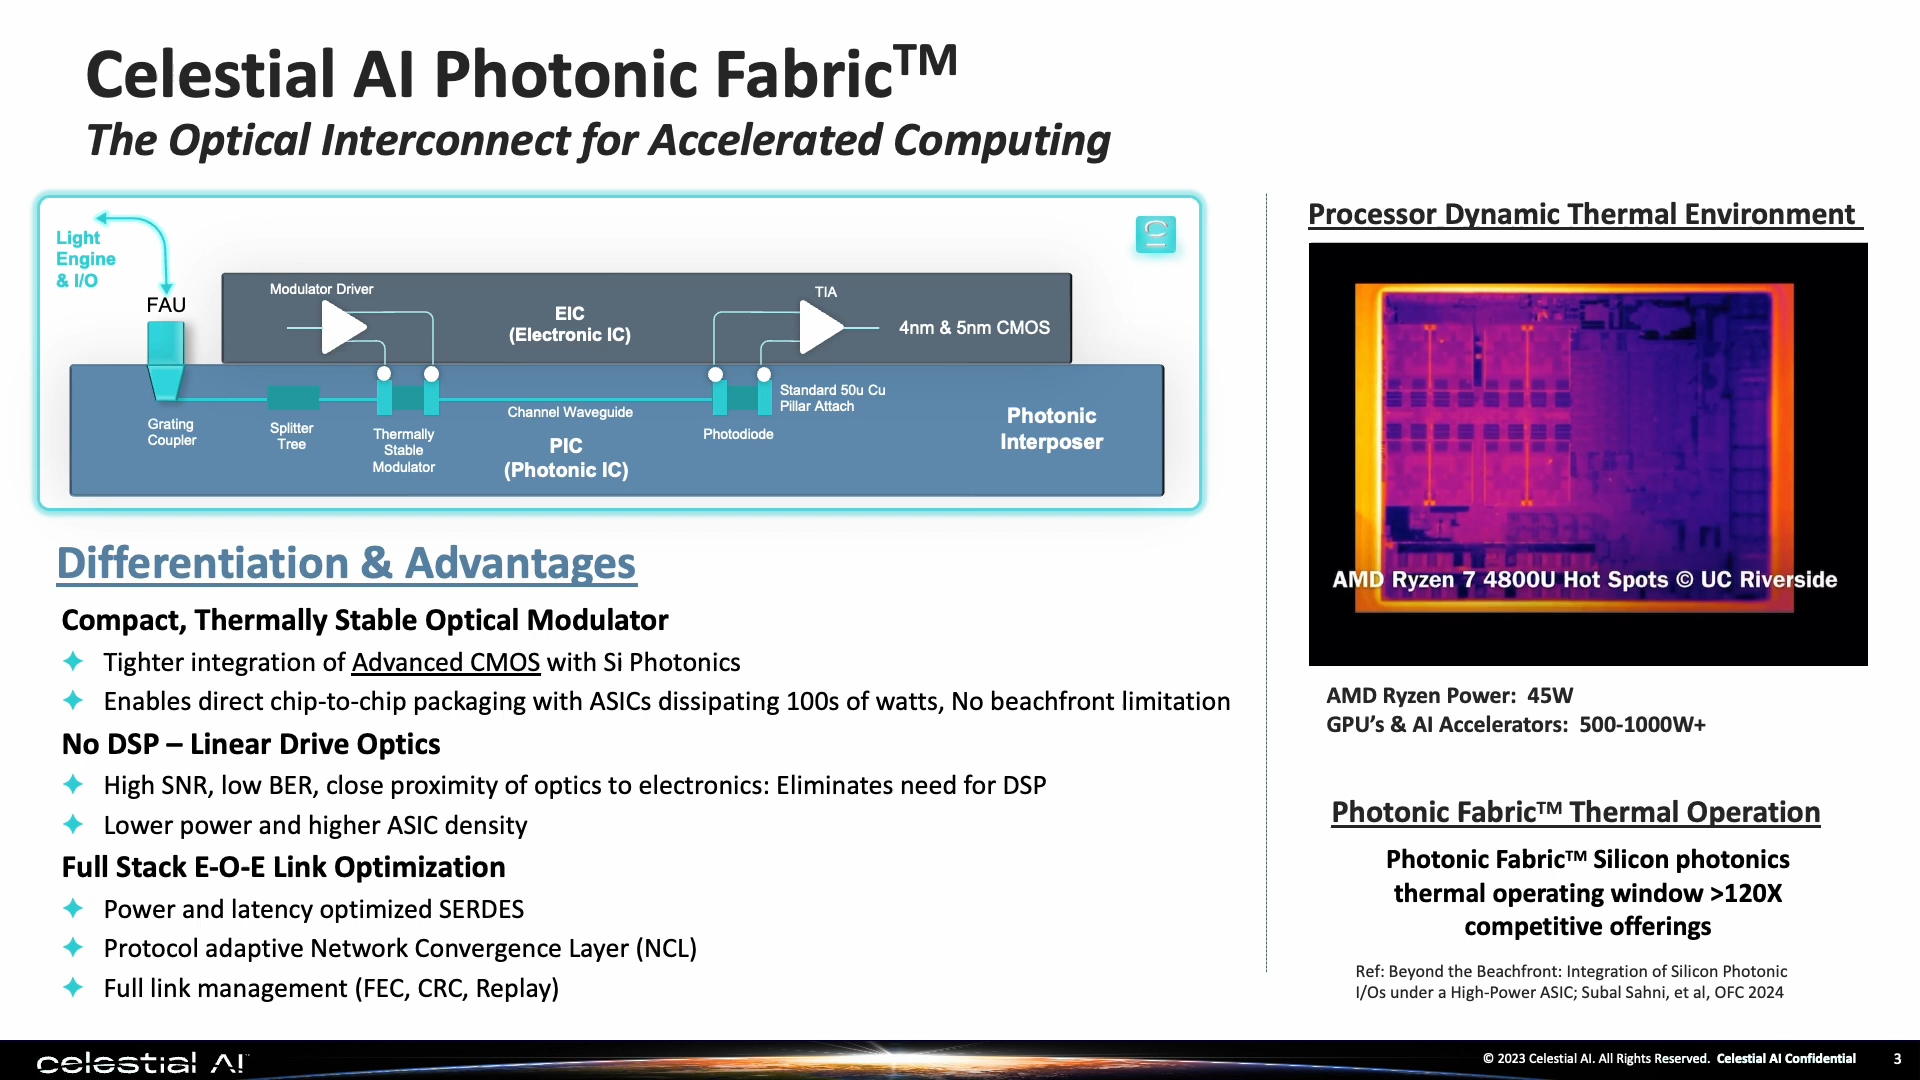 Celestial AI Photonic Fabric™
The Optical Interconnect for Accelerated Computing
Light
Engine
& I/O
FAU
Modulator Driver
EIC
(Electronic IC)
TIA
4nm & 5nm CMOS
Grating
Coupler
Splitter
Tree
Thermally
Stable
Modulator
Channel Waveguide
PIC
(Photonic IC)
Photodiode
Standard 50u Cu
Pillar Attach
Photonic
Interposer
Differentiation & Advantages
Compact, Thermally Stable Optical Modulator
Tighter integration of Advanced CMOS with Si Photonics
Enables direct chip-to-chip packaging with ASICs dissipating 100s of watts, No beachfront limitation
No DSP – Linear Drive Optics
High SNR, low BER, close proximity of optics to electronics: Eliminates need for DSP
Lower power and higher ASIC density
Full Stack E-O-E Link Optimization
Power and latency optimized SERDES
Protocol adaptive Network Convergence Layer (NCL)
Full link management (FEC, CRC, Replay)
Processor Dynamic Thermal Environment
AMD Ryzen 7 4800U Hot Spots © UC Riverside
AMD Ryzen Power: 45W
GPU's & AI Accelerators: 500-1000W+
Photonic Fabric™ Thermal Operation
Photonic Fabric™ Silicon photonics
thermal operating window >120X
competitive offerings
Ref: Beyond the Beachfront: Integration of Silicon Photonic
I/Os under a High-Power ASIC; Subal Sahni, et al, OFC 2024
celestial AI
© 2023 Celestial AI. All Rights Reserved. Celestial AI Confidential
3